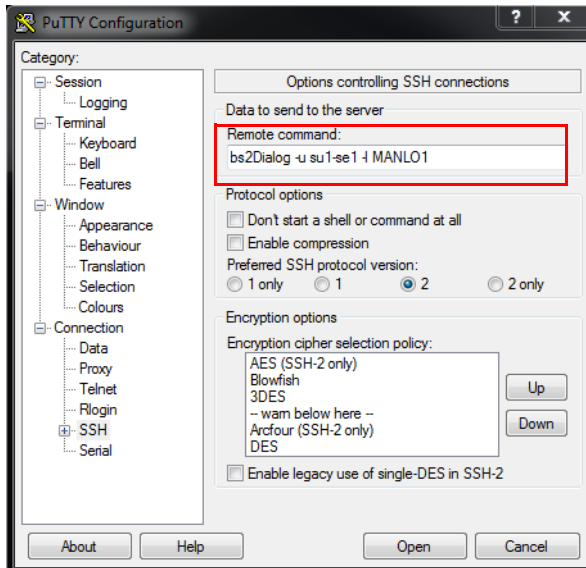 PuTTY Configuration
? x
Category:
Session
Logging
Terminal
Keyboard
Bell
Features
Window
Appearance
Behaviour
Translation
Selection
Colours
Connection
Data
Proxy
Telnet
Rlogin
SSH
Serial
Options controlling SSH connections
Data to send to the server
Remote command:
bs2Dialog -u su1-se1 -l MANLO1
Protocol options
Don't start a shell or command at all
Enable compression
Preferred SSH protocol version:
1 only 1 2 2 only
Encryption options
Encryption cipher selection policy:
AES (SSH-2 only)
Blowfish
3DES
-- warn below here --
Arcfour (SSH-2 only)
DES
Up
Down
Enable legacy use of single-DES in SSH-2
About Help Open Cancel